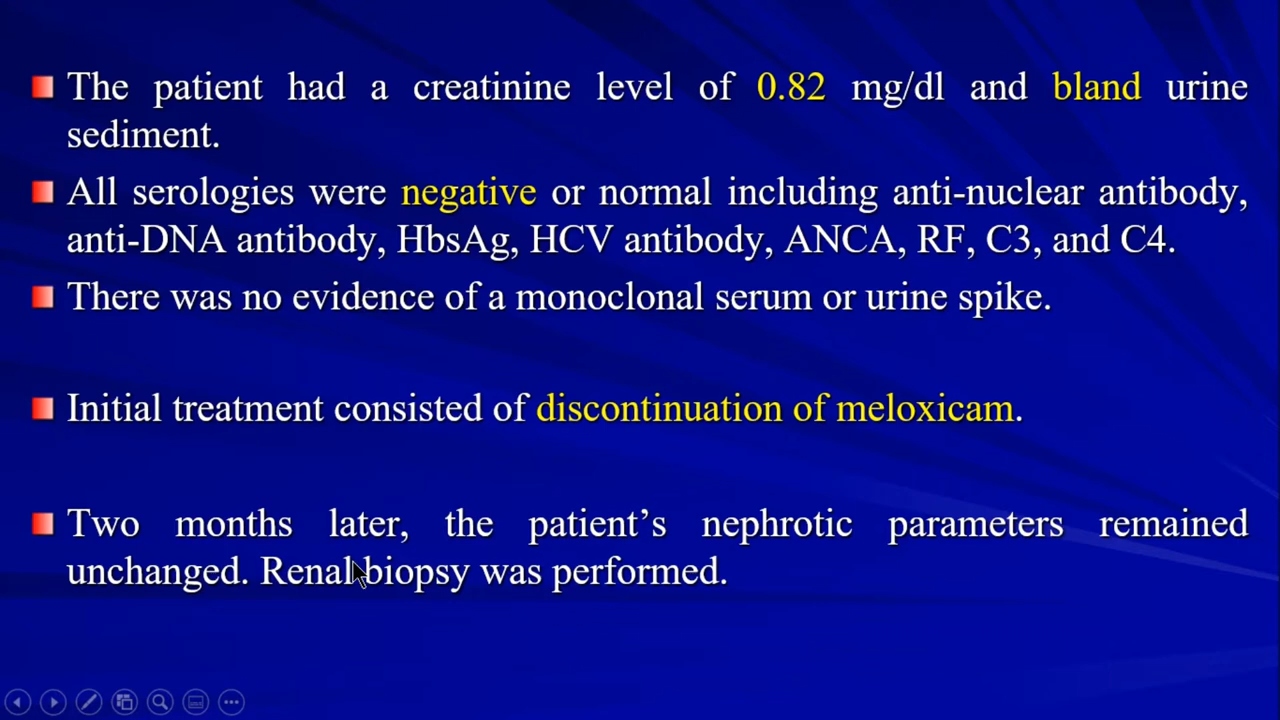 The patient had a creatinine level of 0.82 mg/dl and bland urine
sediment.
All serologies were negative or normal including anti-nuclear antibody,
anti-DNA antibody, HbsAg, HCV antibody, ANCA, RF, C3, and C4.
There was no evidence of a monoclonal serum or urine spike.
Initial treatment consisted of discontinuation of meloxicam.
Two months later, the patient’s nephrotic parameters remained
unchanged. Renal biopsy was performed.